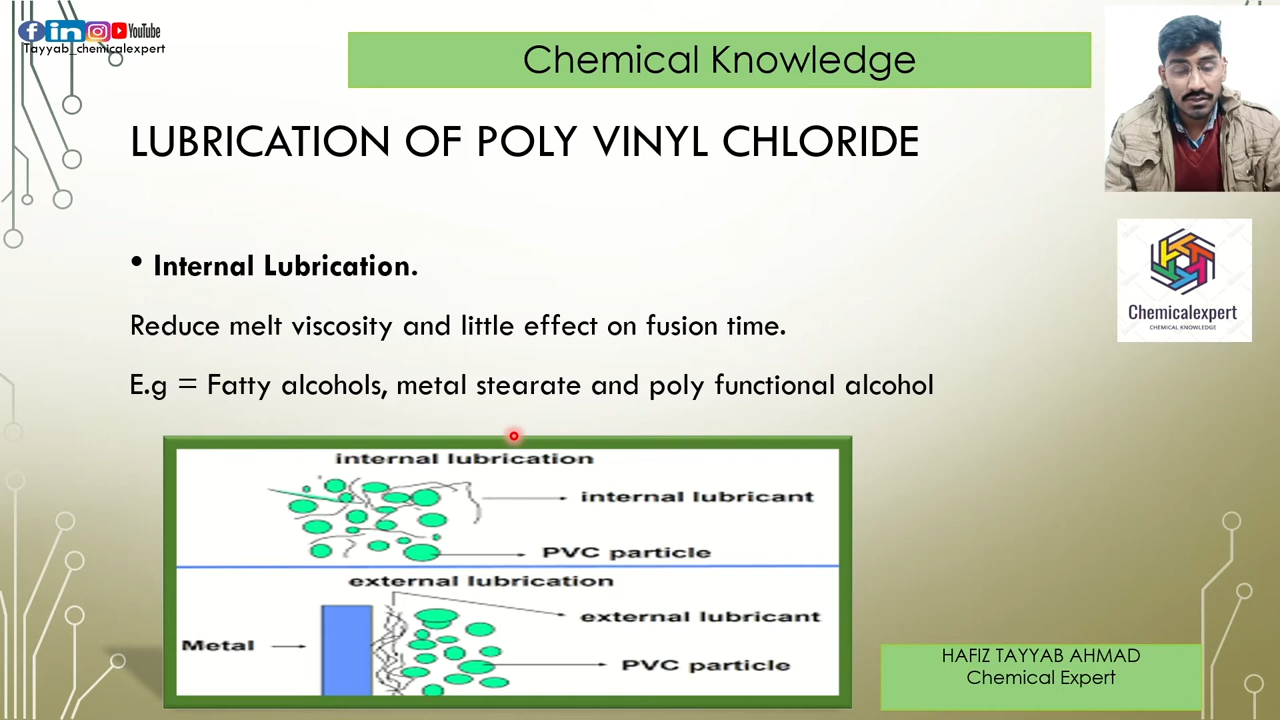 YouTube
Tayyab_chemicalexpert
Chemical Knowledge
LUBRICATION OF POLY VINYL CHLORIDE
• Internal Lubrication.
Reduce melt viscosity and little effect on fusion time.
E.g = Fatty alcohols, metal stearate and poly functional alcohol
Chemicalexpert
CHEMICAL KNOWLEDGE
internal lubrication
internal lubricant
PVC particle
external lubrication
external lubricant
Metal
PVC particle
HAFIZ TAYYAB AHMAD
Chemical Expert